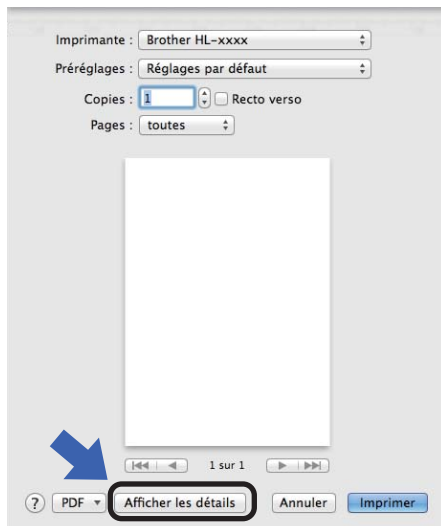 Imprimante : Brother HL-xxxx
Préréglages : Réglages par défaut
Copies : 1 Recto verso
Pages : toutes
1 sur 1
? PDF Afficher les détails Annuler Imprimer